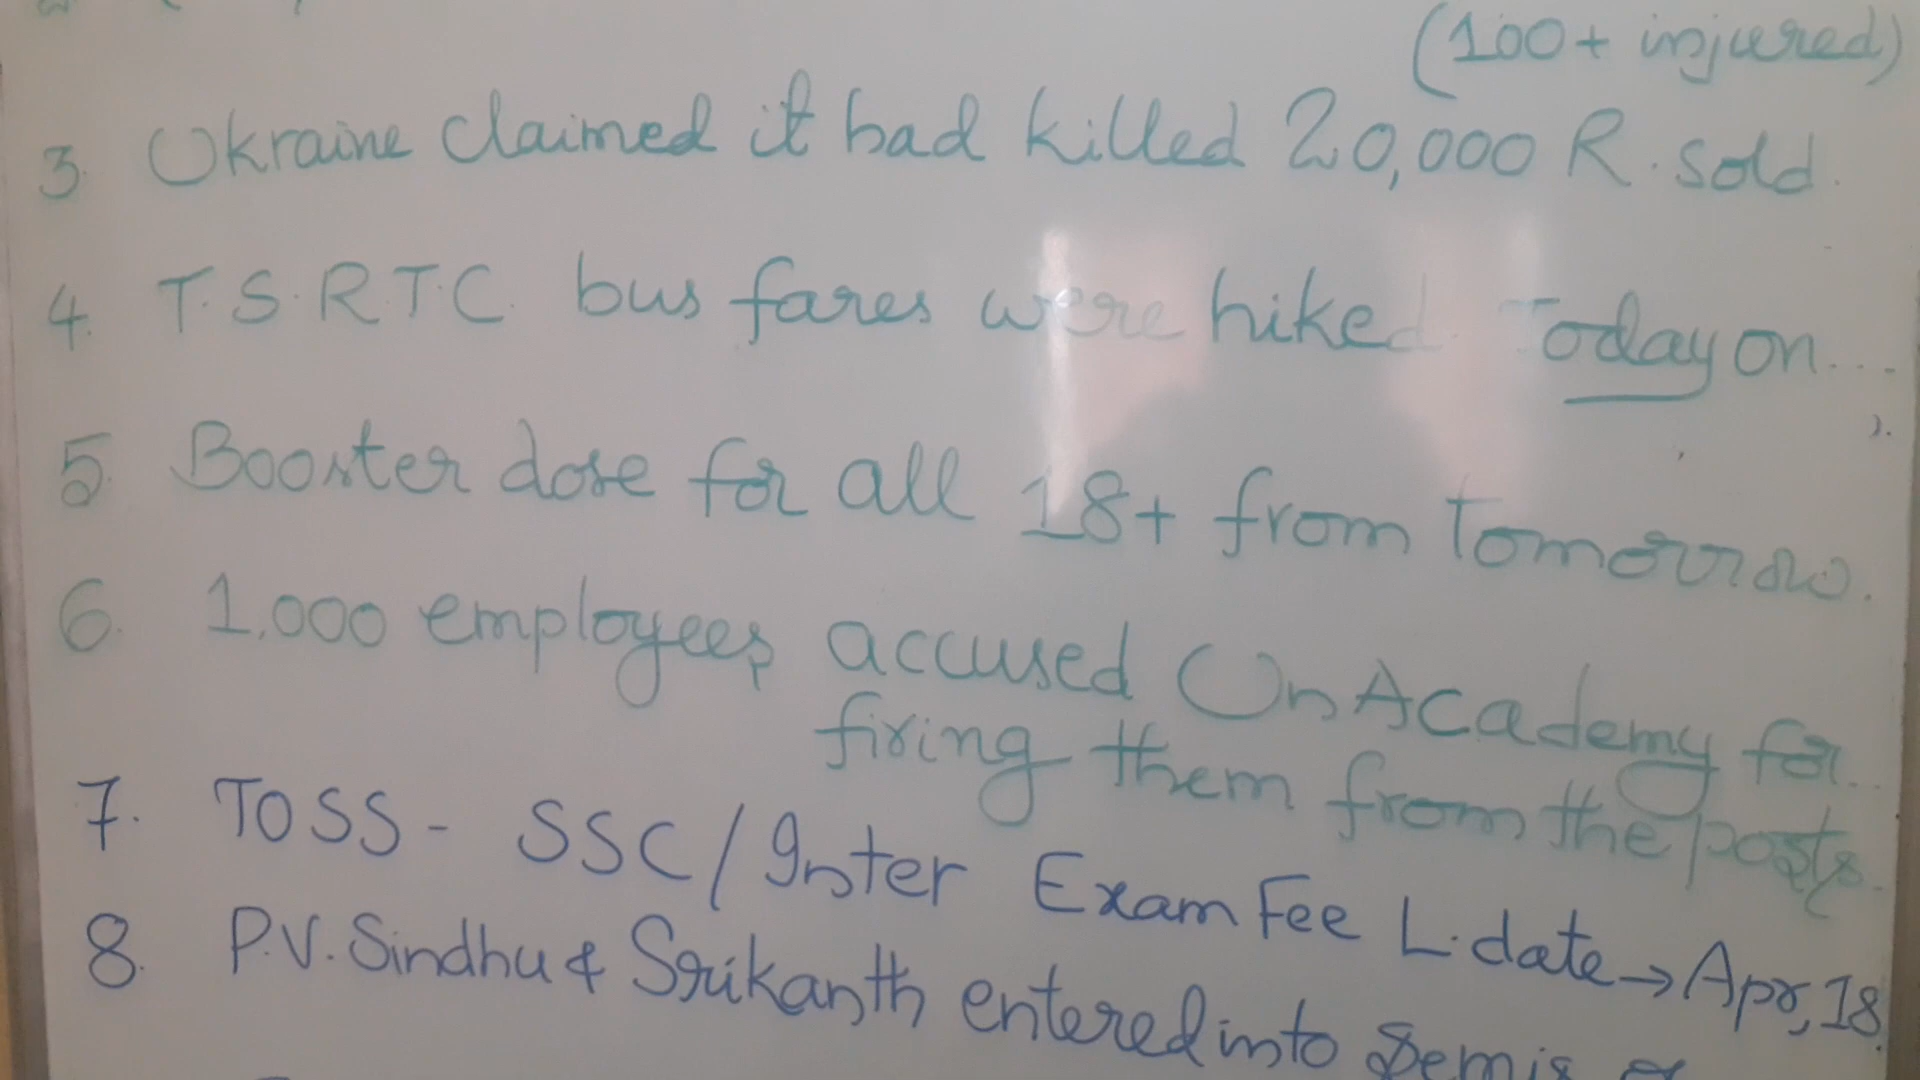 (100+ injured)
3. Ukraine claimed it had killed 20,000 R. sold.
4. T.S.R.T.C. bus fares were hiked Today on...
5. Booster dose for all 18+ from Tomorrow.
6. 1,000 employees accused UnAcademy for..
firing them from the posts.
7. TOSS - SSC/Inter Exam Fee L.date → Apr, 18.
8. P.V. Sindhu & Srikanth entered into Semis